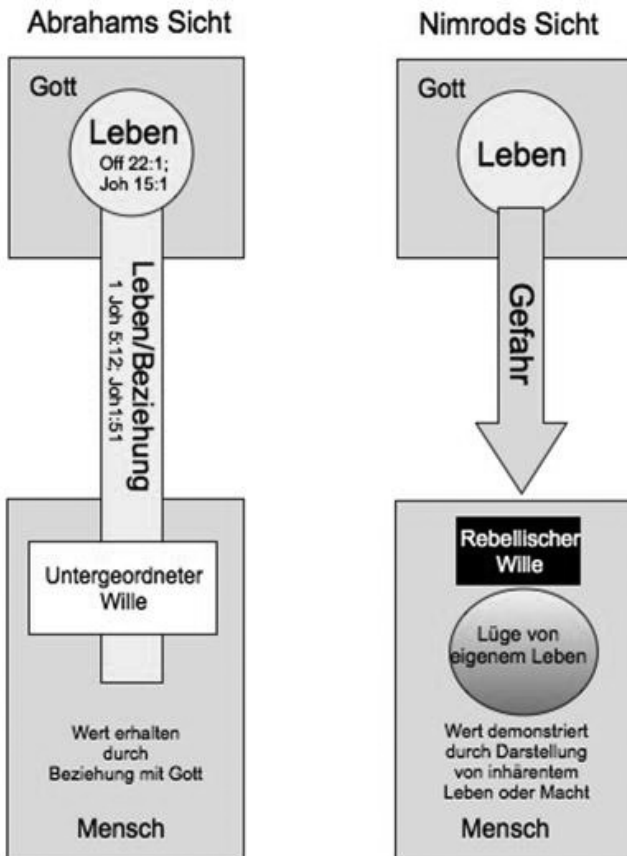 Abrahams Sicht
Gott
Leben
Off 22:1;
Joh 15:1
Leben/Beziehung
1 Joh 5:12; Joh1:51
Untergeordneter
Wille
Wert erhalten
durch
Beziehung mit Gott
Mensch
Nimrods Sicht
Gott
Leben
Gefahr
Rebellischer
Wille
Lüge von
eigenem Leben
Wert demonstriert
durch Darstellung
von inhärentem
Leben oder Macht
Mensch